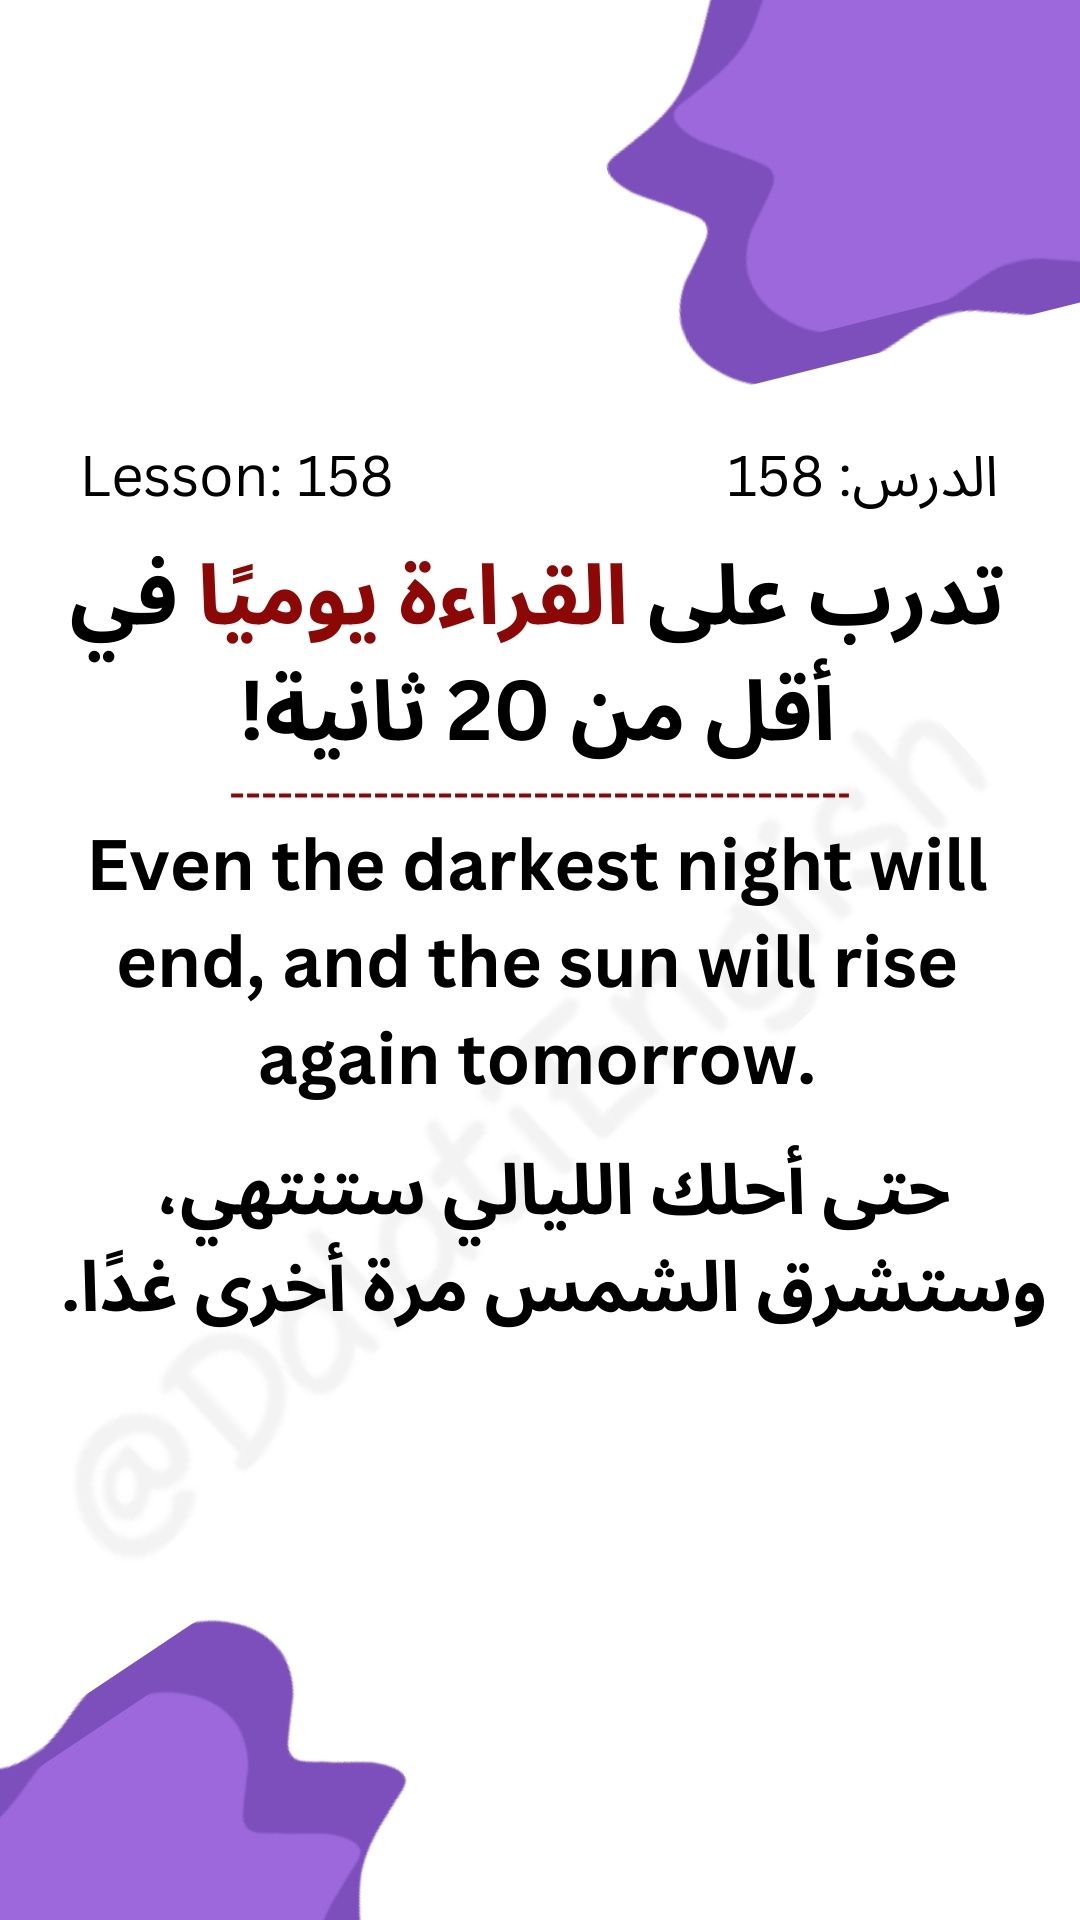 Lesson: 158
الدرس: 158
تدرب على القراءة يوميًا في
أقل من 20 ثانية!
--------------------------------------
Even the darkest night will
end, and the sun will rise
again tomorrow.
حتى أحلك الليالي ستنتهي،
وستشرق الشمس مرة أخرى غدًا.
@DdatiEnglish